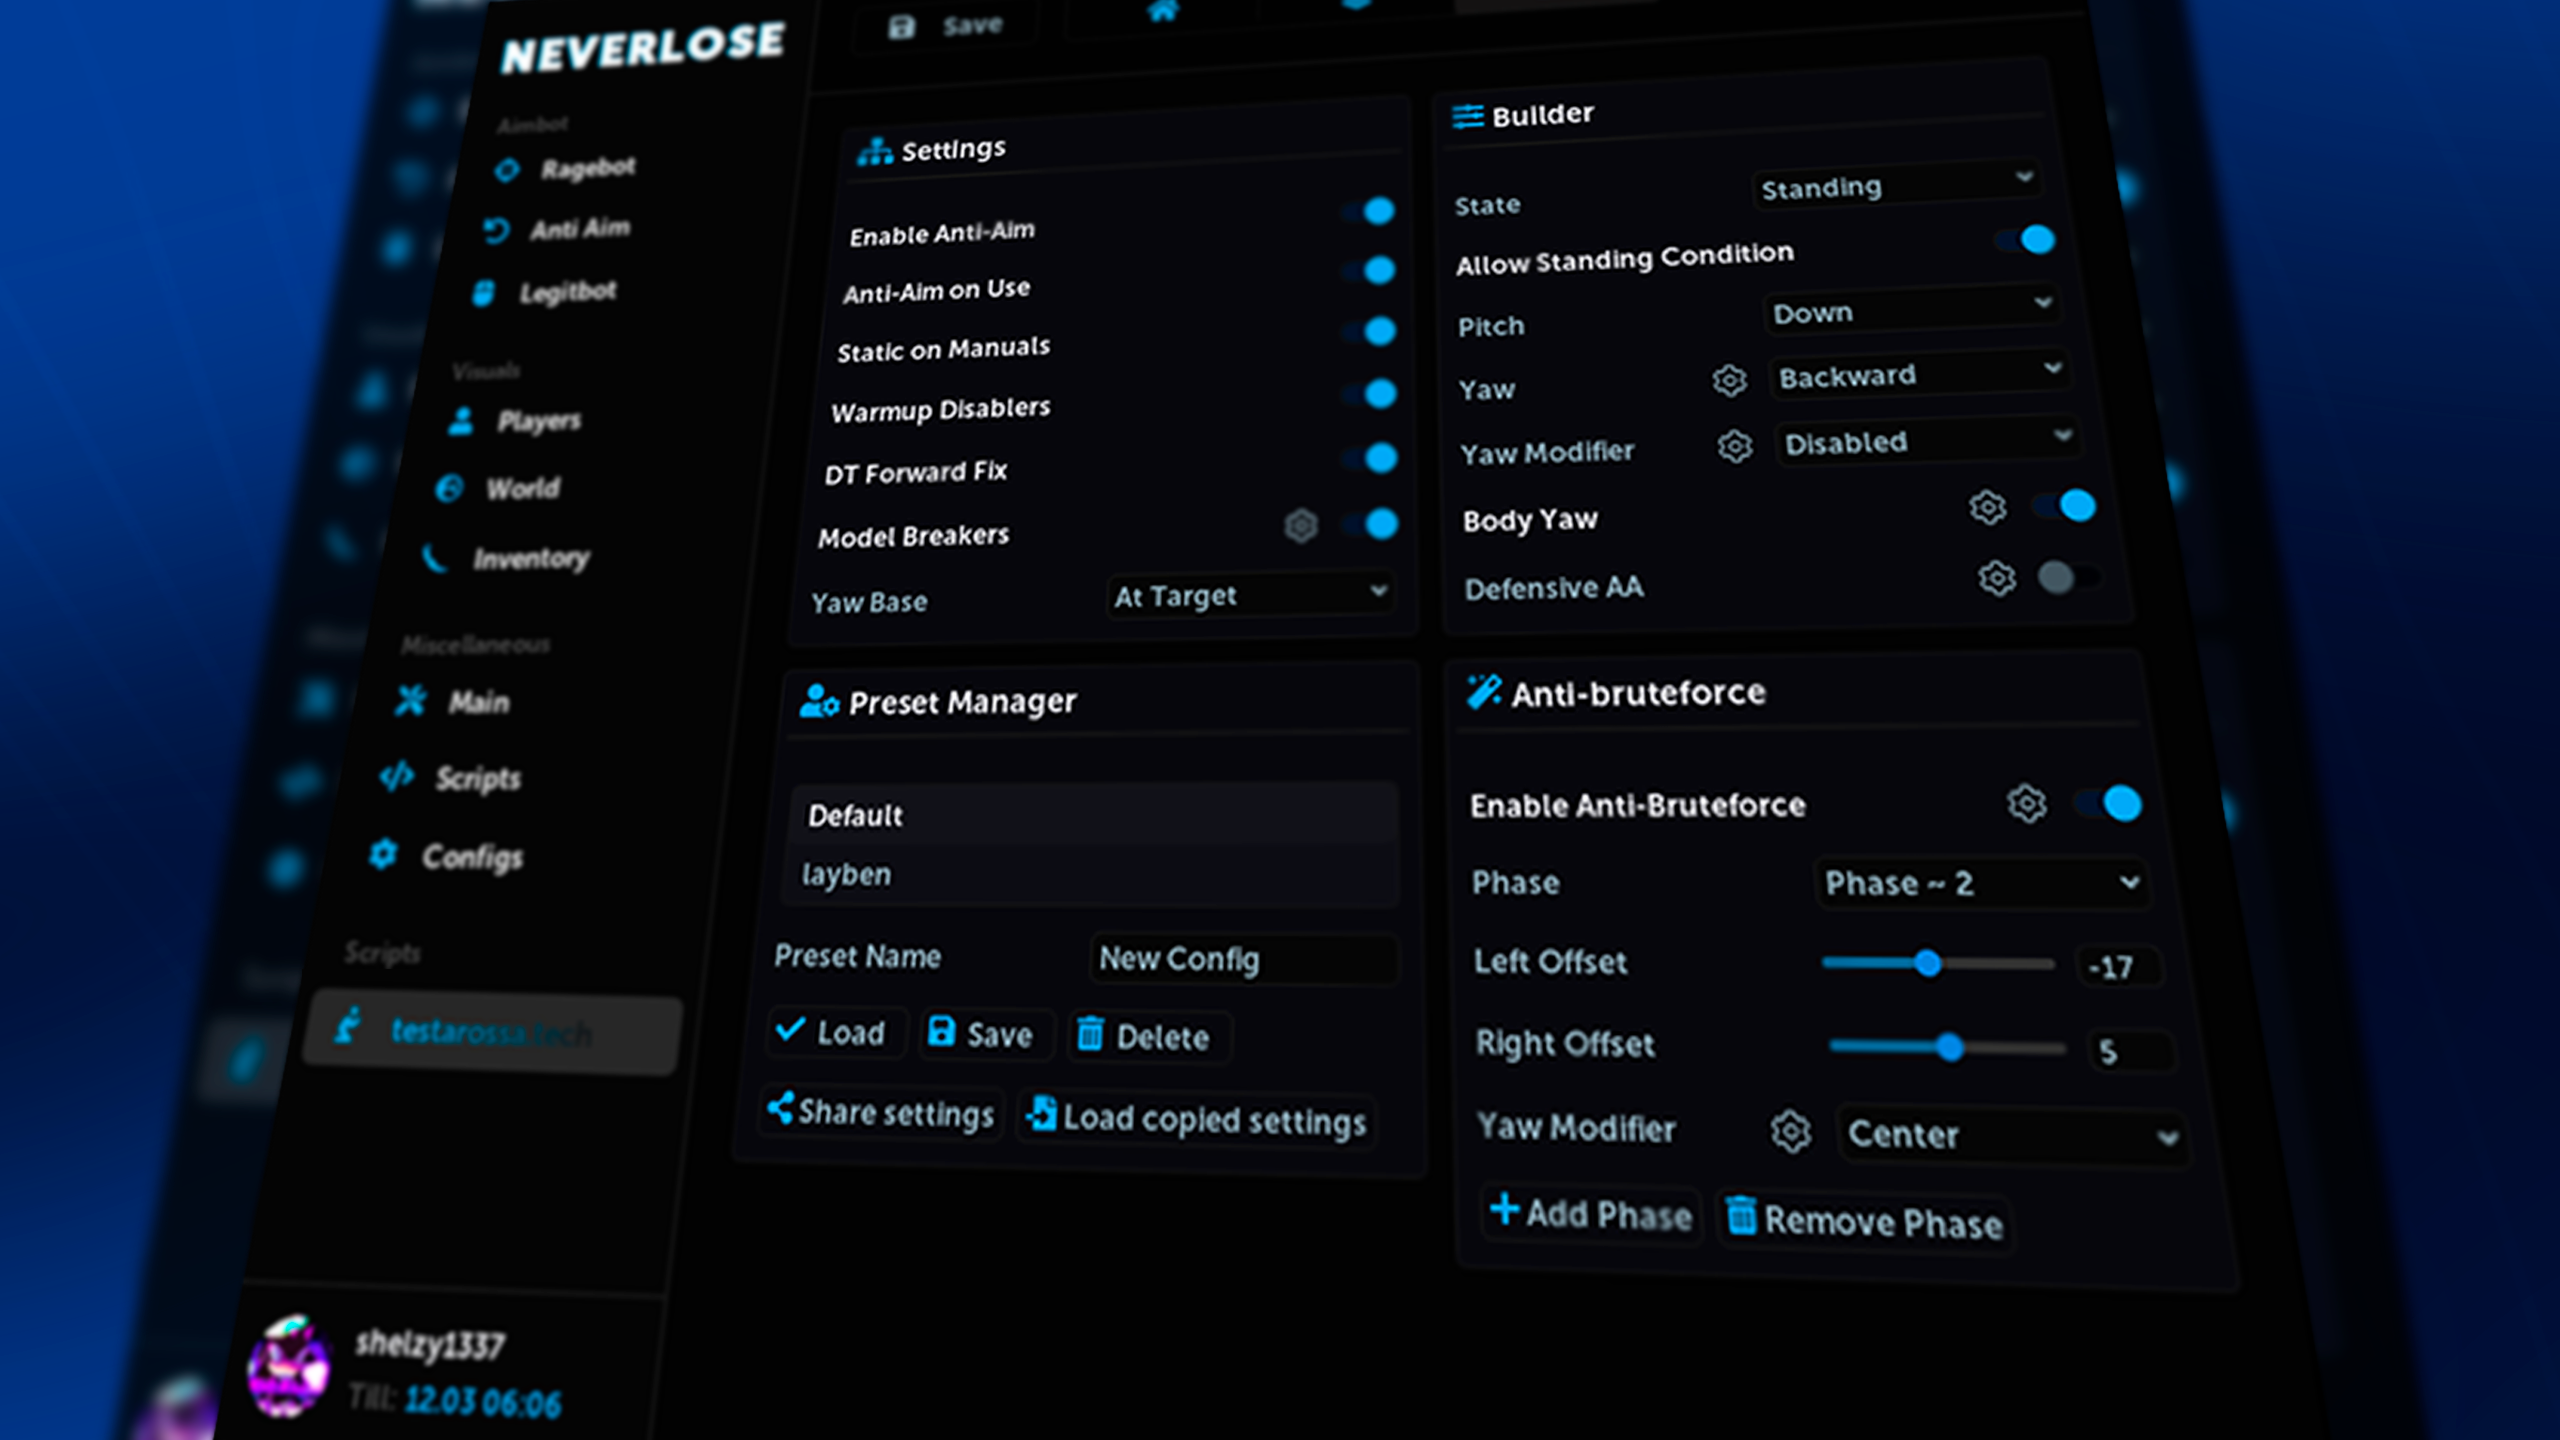 NEVERLOSE
Aimbot
Ragebot
Anti Aim
Legitbot
Visuals
Players
World
Inventory
Miscellaneous
Main
Scripts
Configs
Scripts
testarossa.tech
shelzy1337
Till: 12.03 06:06
Save
Settings
Enable Anti-Aim
Anti-Aim on Use
Static on Manuals
Warmup Disablers
DT Forward Fix
Model Breakers
Yaw Base At Target
Preset Manager
Default
layben
Preset Name New Config
Load Save Delete
Share settings Load copied settings
Builder
State Standing
Allow Standing Condition
Pitch Down
Yaw Backward
Yaw Modifier Disabled
Body Yaw
Defensive AA
Anti-bruteforce
Enable Anti-Bruteforce
Phase Phase ~ 2
Left Offset -17
Right Offset 5
Yaw Modifier Center
Add Phase Remove Phase